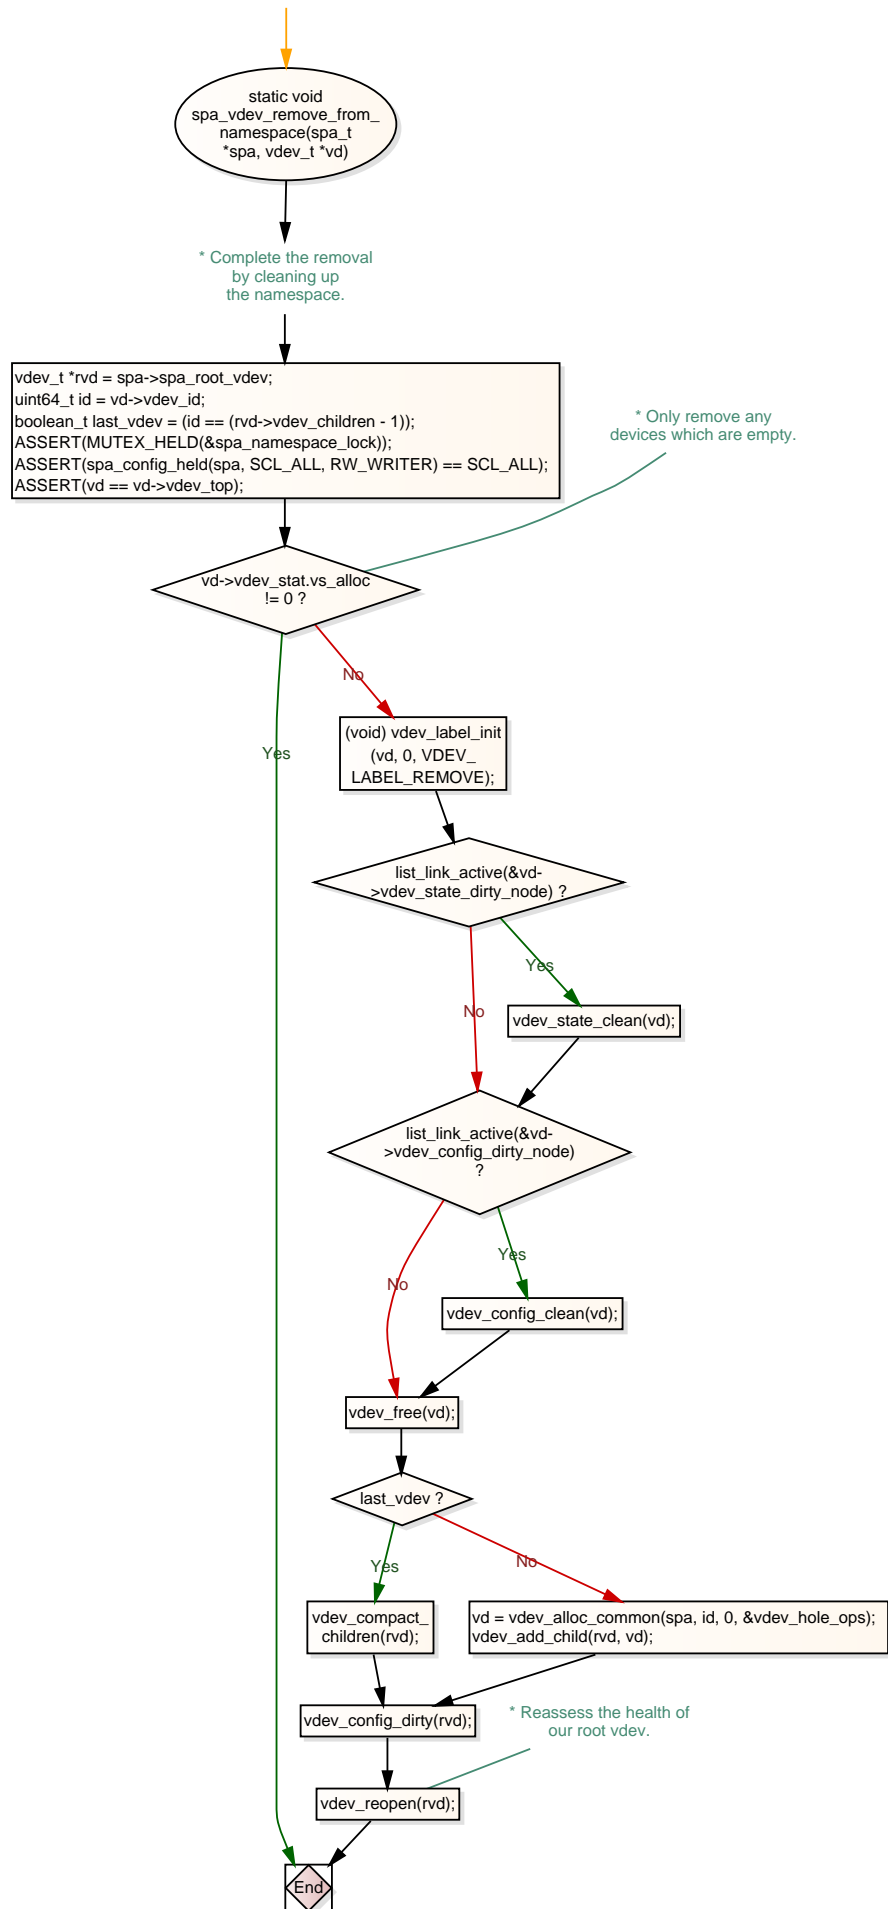 static void
spa_vdev_remove_from_
namespace(spa_t
*spa, vdev_t *vd)
* Complete the removal
by cleaning up
the namespace.
vdev_t *rvd = spa->spa_root_vdev;
uint64_t id = vd->vdev_id;
boolean_t last_vdev = (id == (rvd->vdev_children - 1));
ASSERT(MUTEX_HELD(&spa_namespace_lock));
ASSERT(spa_config_held(spa, SCL_ALL, RW_WRITER) == SCL_ALL);
ASSERT(vd == vd->vdev_top);
* Only remove any
devices which are empty.
vd->vdev_stat.vs_alloc
!= 0 ?
No
Yes
(void) vdev_label_init
(vd, 0, VDEV_
LABEL_REMOVE);
list_link_active(&vd-
>vdev_state_dirty_node) ?
Yes
No
vdev_state_clean(vd);
list_link_active(&vd-
>vdev_config_dirty_node)
?
Yes
No
vdev_config_clean(vd);
vdev_free(vd);
last_vdev ?
Yes
No
vdev_compact_
children(rvd);
vd = vdev_alloc_common(spa, id, 0, &vdev_hole_ops);
vdev_add_child(rvd, vd);
vdev_config_dirty(rvd);
* Reassess the health of
our root vdev.
vdev_reopen(rvd);
End